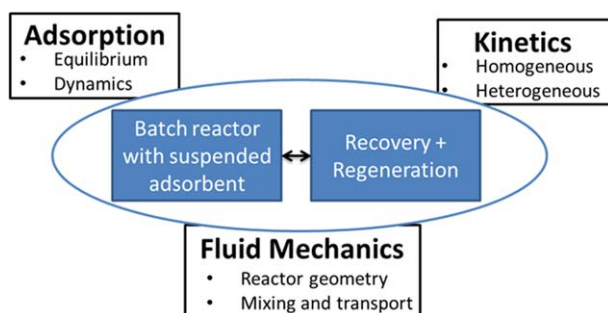 Adsorption
• Equilibrium
• Dynamics
Kinetics
• Homogeneous
• Heterogeneous
Batch reactor
with suspended
adsorbent
Recovery +
Regeneration
Fluid Mechanics
• Reactor geometry
• Mixing and transport